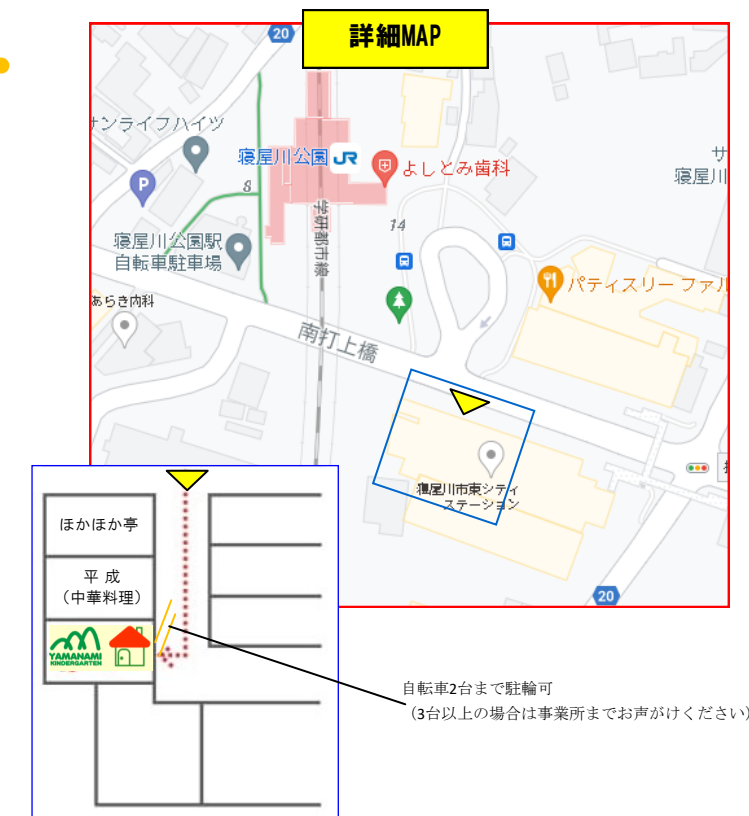 詳細MAP
20
サンライフハイツ
寝屋川公園
JR
よしとみ歯科
サ
寝屋川
P
8
14
学研都市線
寝屋川公園駅
自転車駐車場
パティスリー ファル
あらき内科
南打上橋
寝屋川市東シティ
ステーション
20
ほかほか亭
平成
（中華料理）
YAMANAMI
KINDERGARTEN
自転車2台まで駐輪可
（3台以上の場合は事業所までお声がけください）